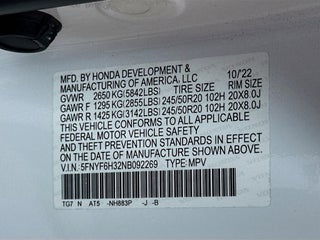 MFD. BY HONDA DEVELOPMENT &
MANUFACTURING OF AMERICA, LLC 10/'22
GVWR 2650 KG(5842LBS) TIRE SIZE RIM SIZE
GAWR F 1295 KG(2855LBS) 245/50R20 102H 20X8.0J
GAWR R 1425 KG(3142LBS) 245/50R20 102H 20X8.0J
THIS VEHICLE CONFORMS TO ALL APPLICABLE
FEDERAL MOTOR VEHICLE SAFETY
AND THEFT PREVENTION STANDARDS IN EFFECT
ON THE DATE OF MANUFACTURE SHOWN ABOVE.
V.I.N. 5FNYF6H32NB092269 TYPE: MPV
TG7 N AT5 -NH883P -J -B